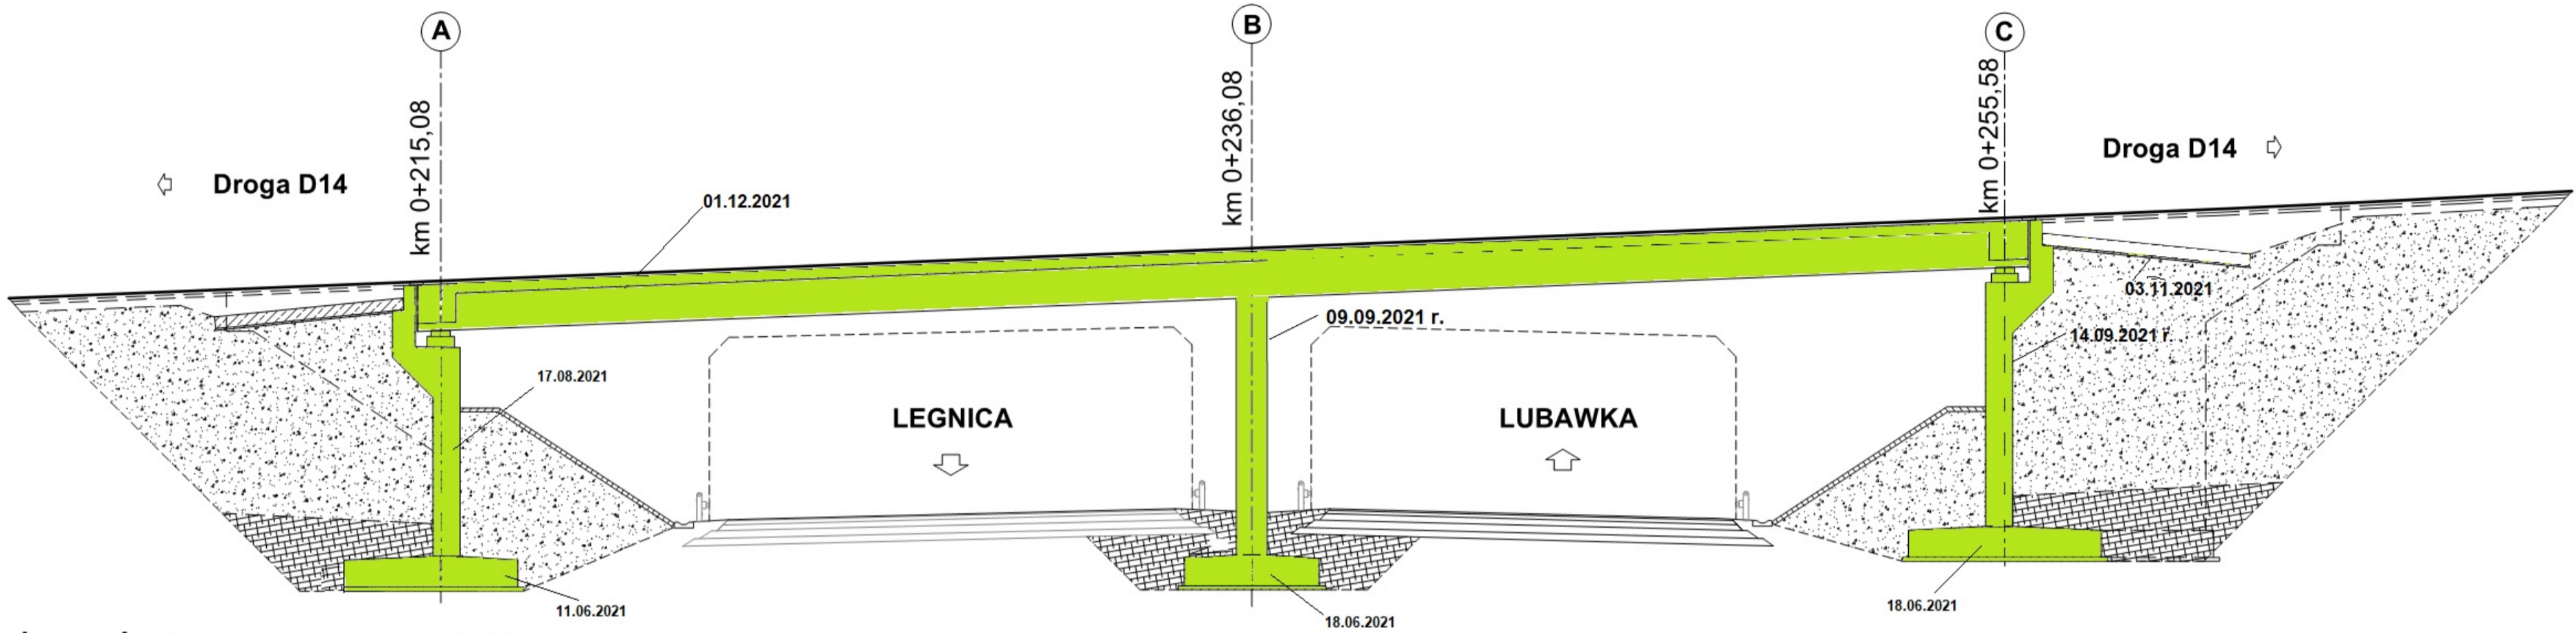 A
B
C
km 0+215,08
km 0+236,08
km 0+255,58
Droga D14
Droga D14
01.12.2021
03.11.2021
09.09.2021 r.
14.09.2021 r.
17.08.2021
LEGNICA
LUBAWKA
11.06.2021
18.06.2021
18.06.2021